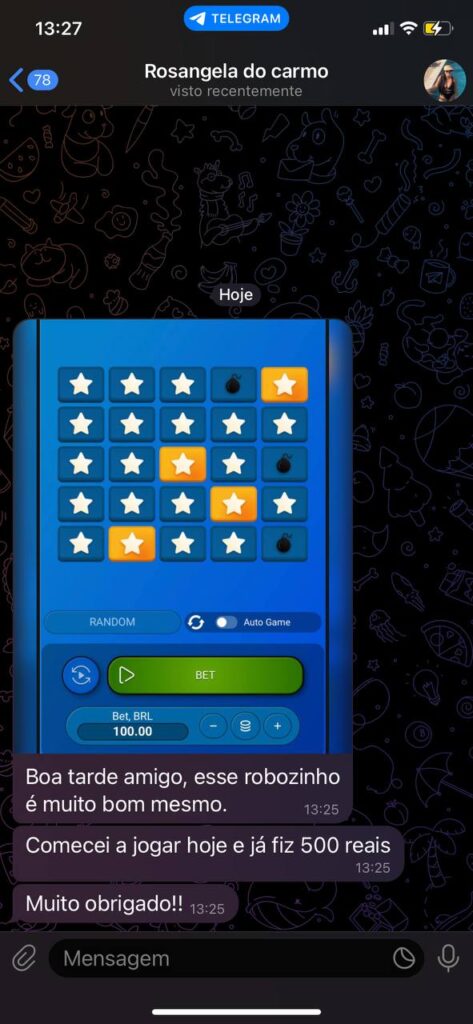 13:27
TELEGRAM
78
Rosangela do carmo
visto recentemente
Hoje
RANDOM
Auto Game
BET
Bet, BRL
100.00
Boa tarde amigo, esse robozinho
é muito bom mesmo.
13:25
Comecei a jogar hoje e já fiz 500 reais
13:25
Muito obrigado!! 13:25
Mensagem